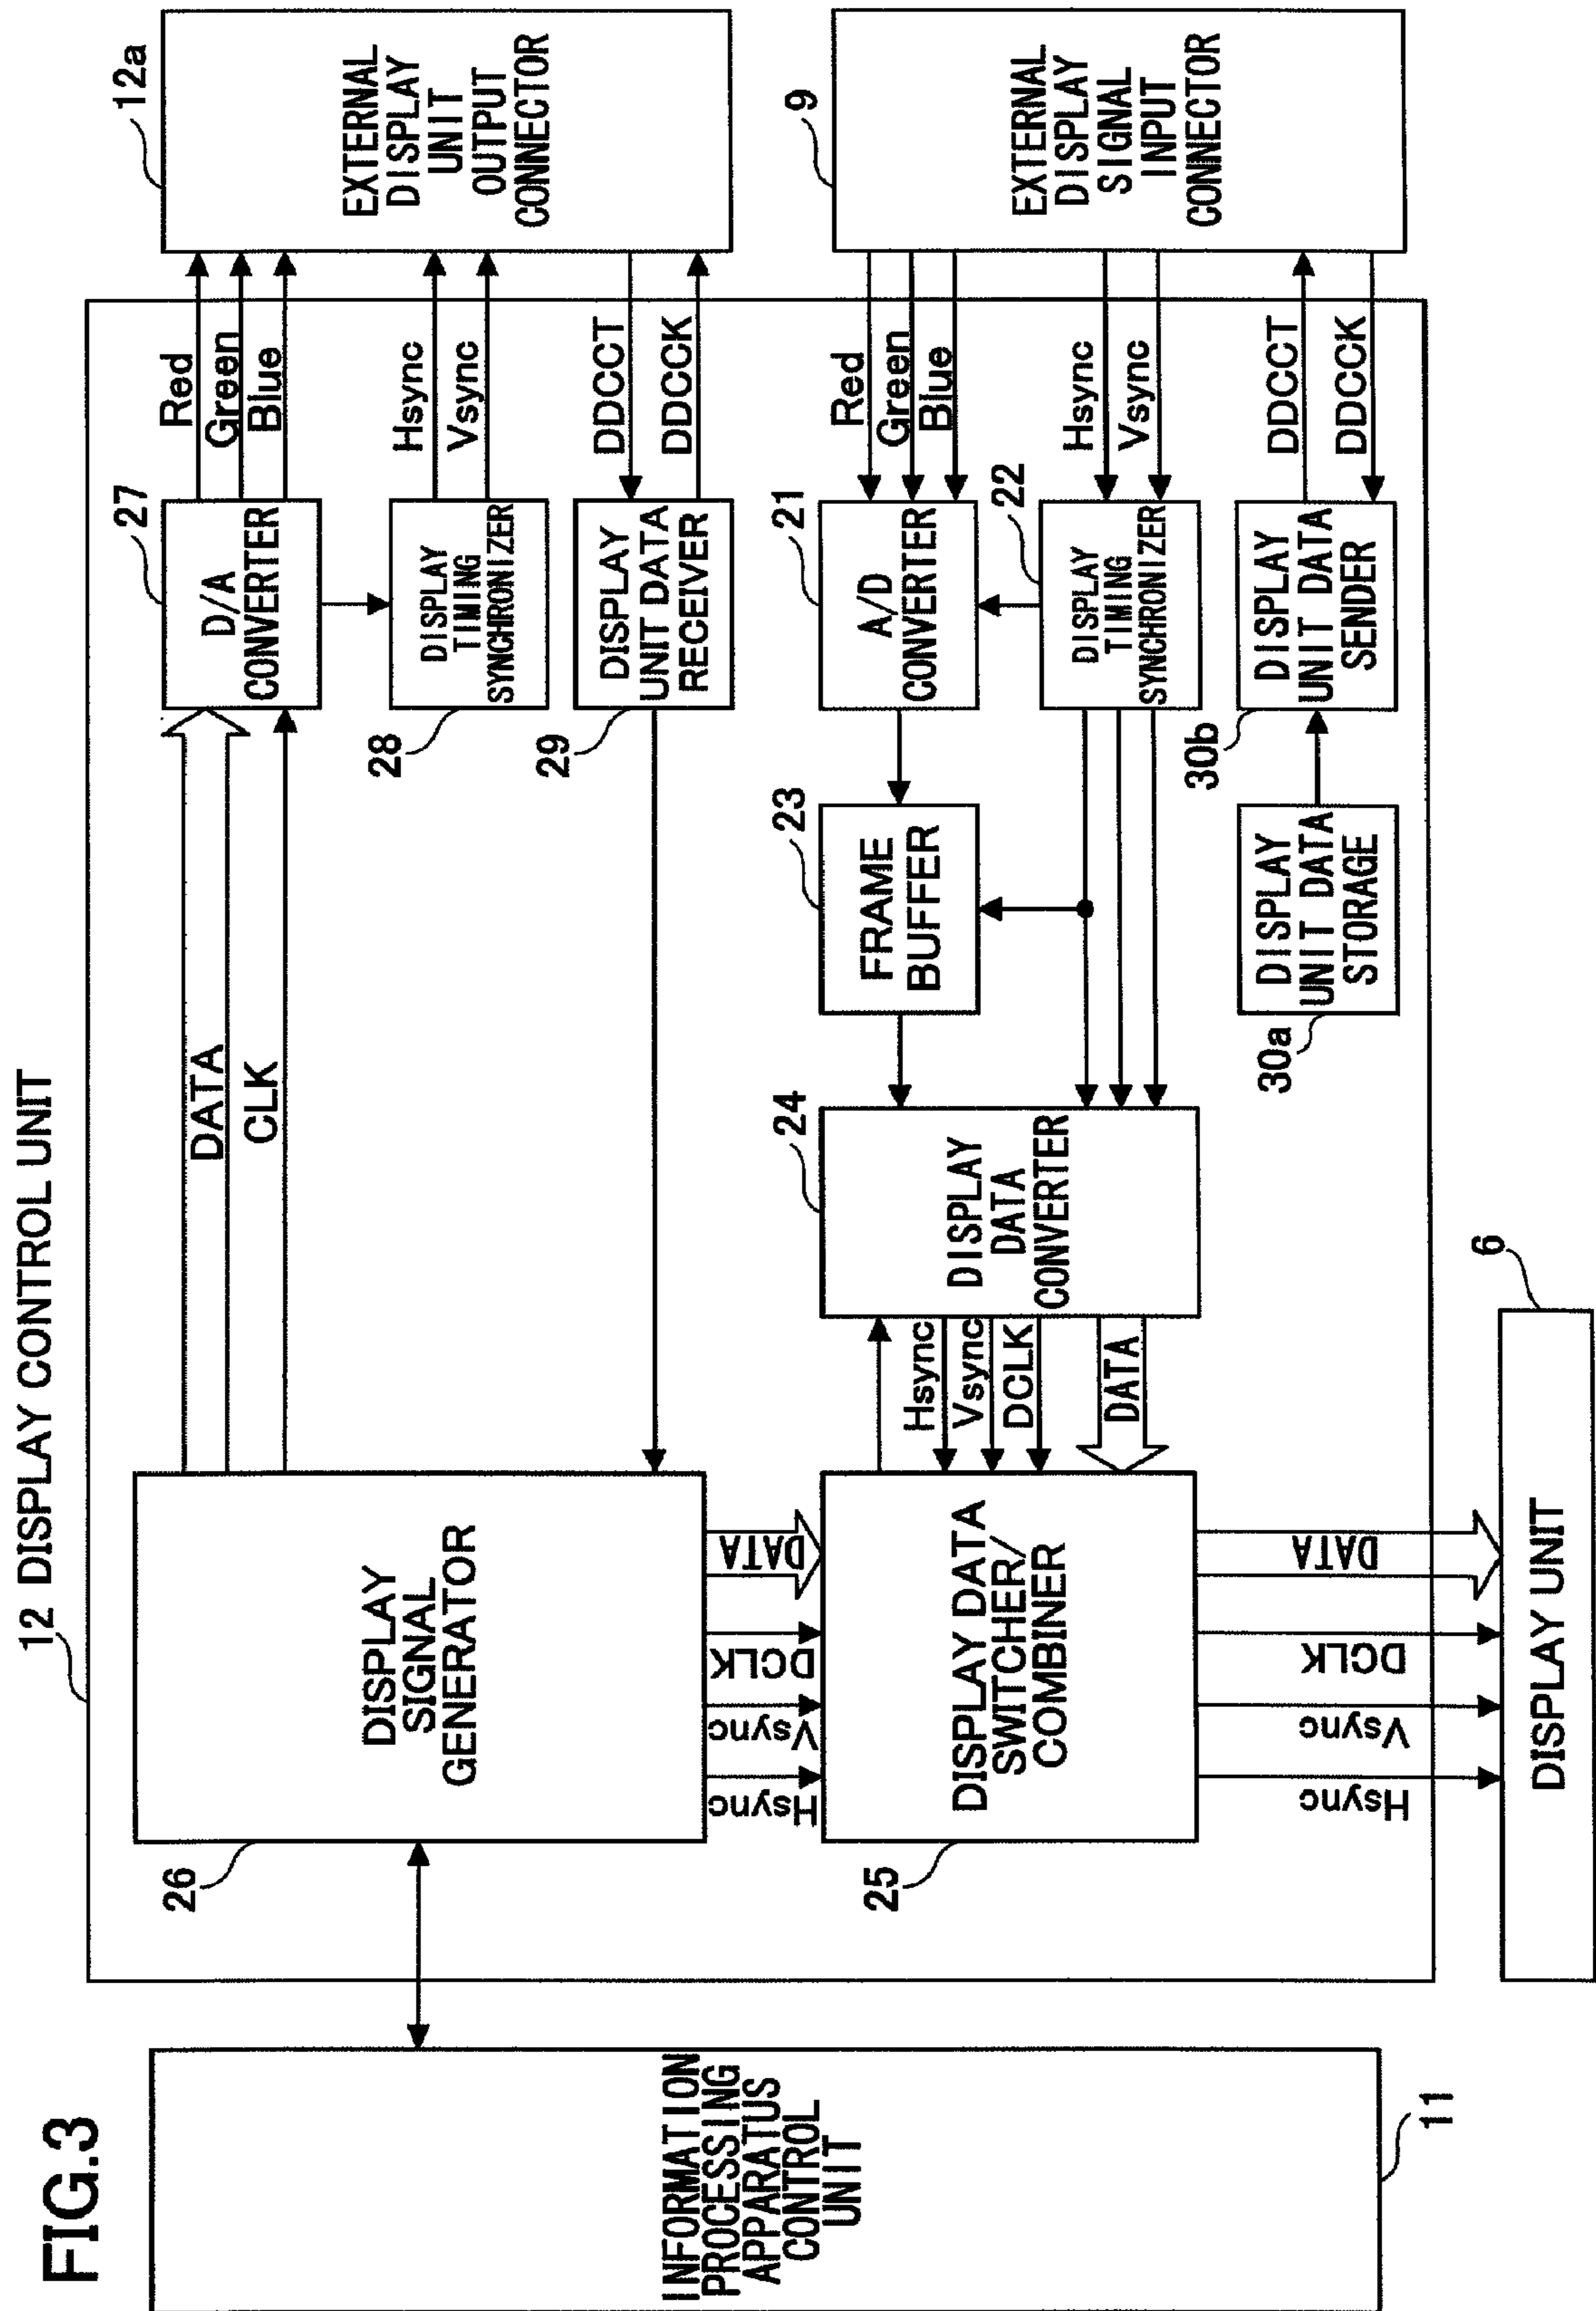 FIG.3
12 DISPLAY CONTROL UNIT
INFORMATION
PROCESSING
APPARATUS
CONTROL
UNIT
11
26
DISPLAY
SIGNAL
GENERATOR
DATA
CLK
27
D/A
CONVERTER
Red
Green
Blue
12a
EXTERNAL
DISPLAY
UNIT
OUTPUT
CONNECTOR
28
DISPLAY
TIMING
SYNCHRONIZER
Hsync
Vsync
29
DISPLAY
UNIT DATA
RECEIVER
DDCCT
DDCCK
Hsync
Vsync
DCLK
DATA
25
DISPLAY DATA
SWITCHER/
COMBINER
Hsync
Vsync
DCLK
DATA
24
DISPLAY
DATA
CONVERTER
23
FRAME
BUFFER
21
A/D
CONVERTER
Red
Green
Blue
9
EXTERNAL
DISPLAY
SIGNAL
INPUT
CONNECTOR
22
DISPLAY
TIMING
SYNCHRONIZER
Hsync
Vsync
30a
DISPLAY
UNIT DATA
STORAGE
30b
DISPLAY
UNIT DATA
SENDER
DDCCT
DDCCK
Hsync
Vsync
DCLK
DATA
6
DISPLAY UNIT